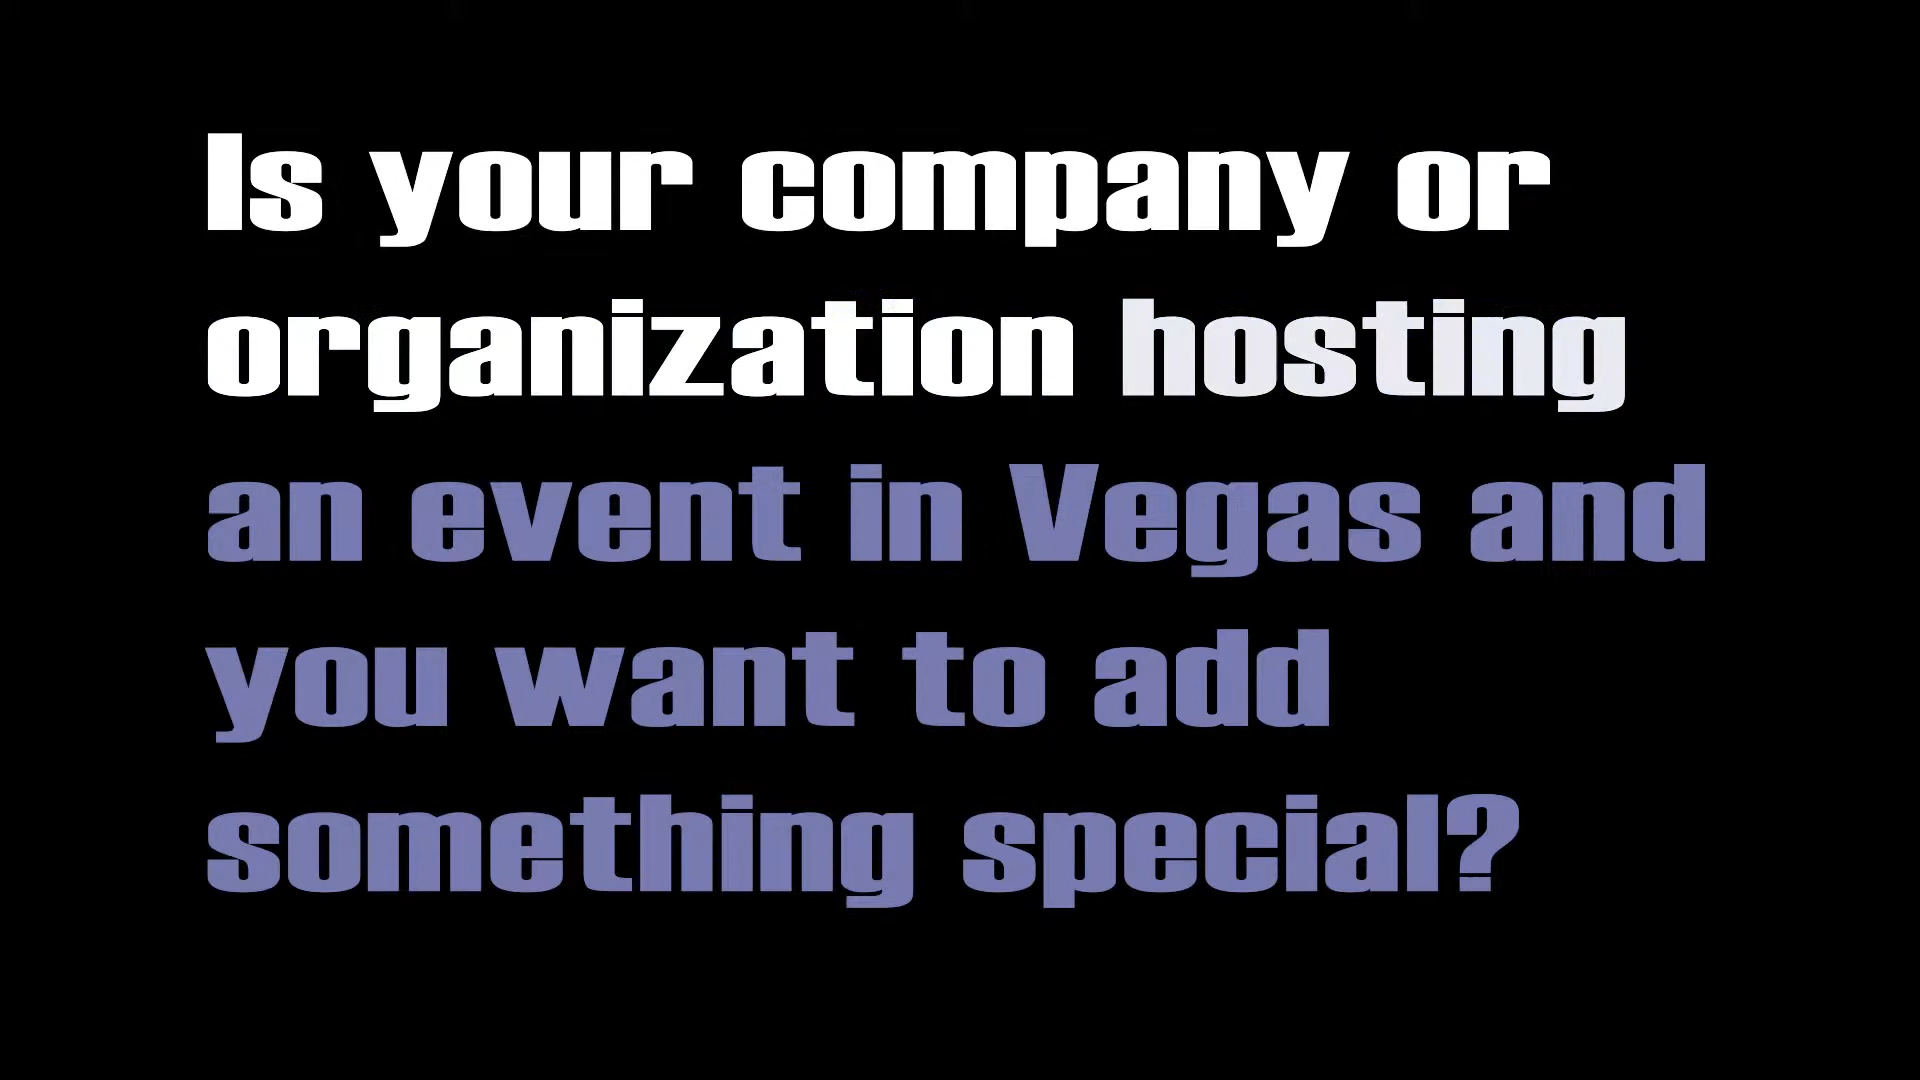 Is your company or
organization hosting
an event in Vegas and
you want to add
something special?